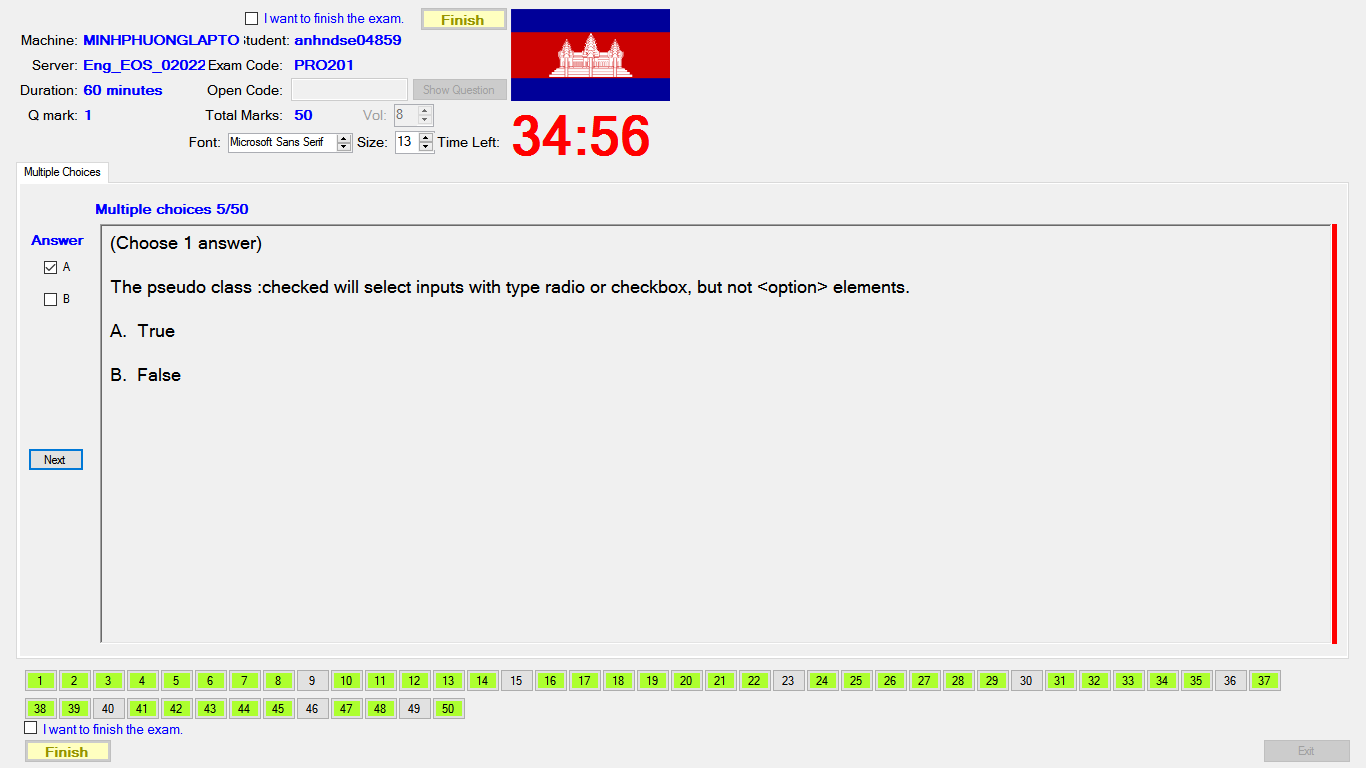 I want to finish the exam. Finish
Machine: MINHPHUONGLAPTO Student: anhndse04859
Server: Eng_EOS_02022 Exam Code: PRO201
Duration: 60 minutes Open Code: Show Question
Q mark: 1 Total Marks: 50 Vol: 8
Font: Microsoft Sans Serif Size: 13 Time Left: 34:56
Multiple Choices
Multiple choices 5/50
Answer
A
B
(Choose 1 answer)
The pseudo class :checked will select inputs with type radio or checkbox, but not <option> elements.
A. True
B. False
Next
1 2 3 4 5 6 7 8 9 10 11 12 13 14 15 16 17 18 19 20 21 22 23 24 25 26 27 28 29 30 31 32 33 34 35 36 37
38 39 40 41 42 43 44 45 46 47 48 49 50
I want to finish the exam.
Finish Exit